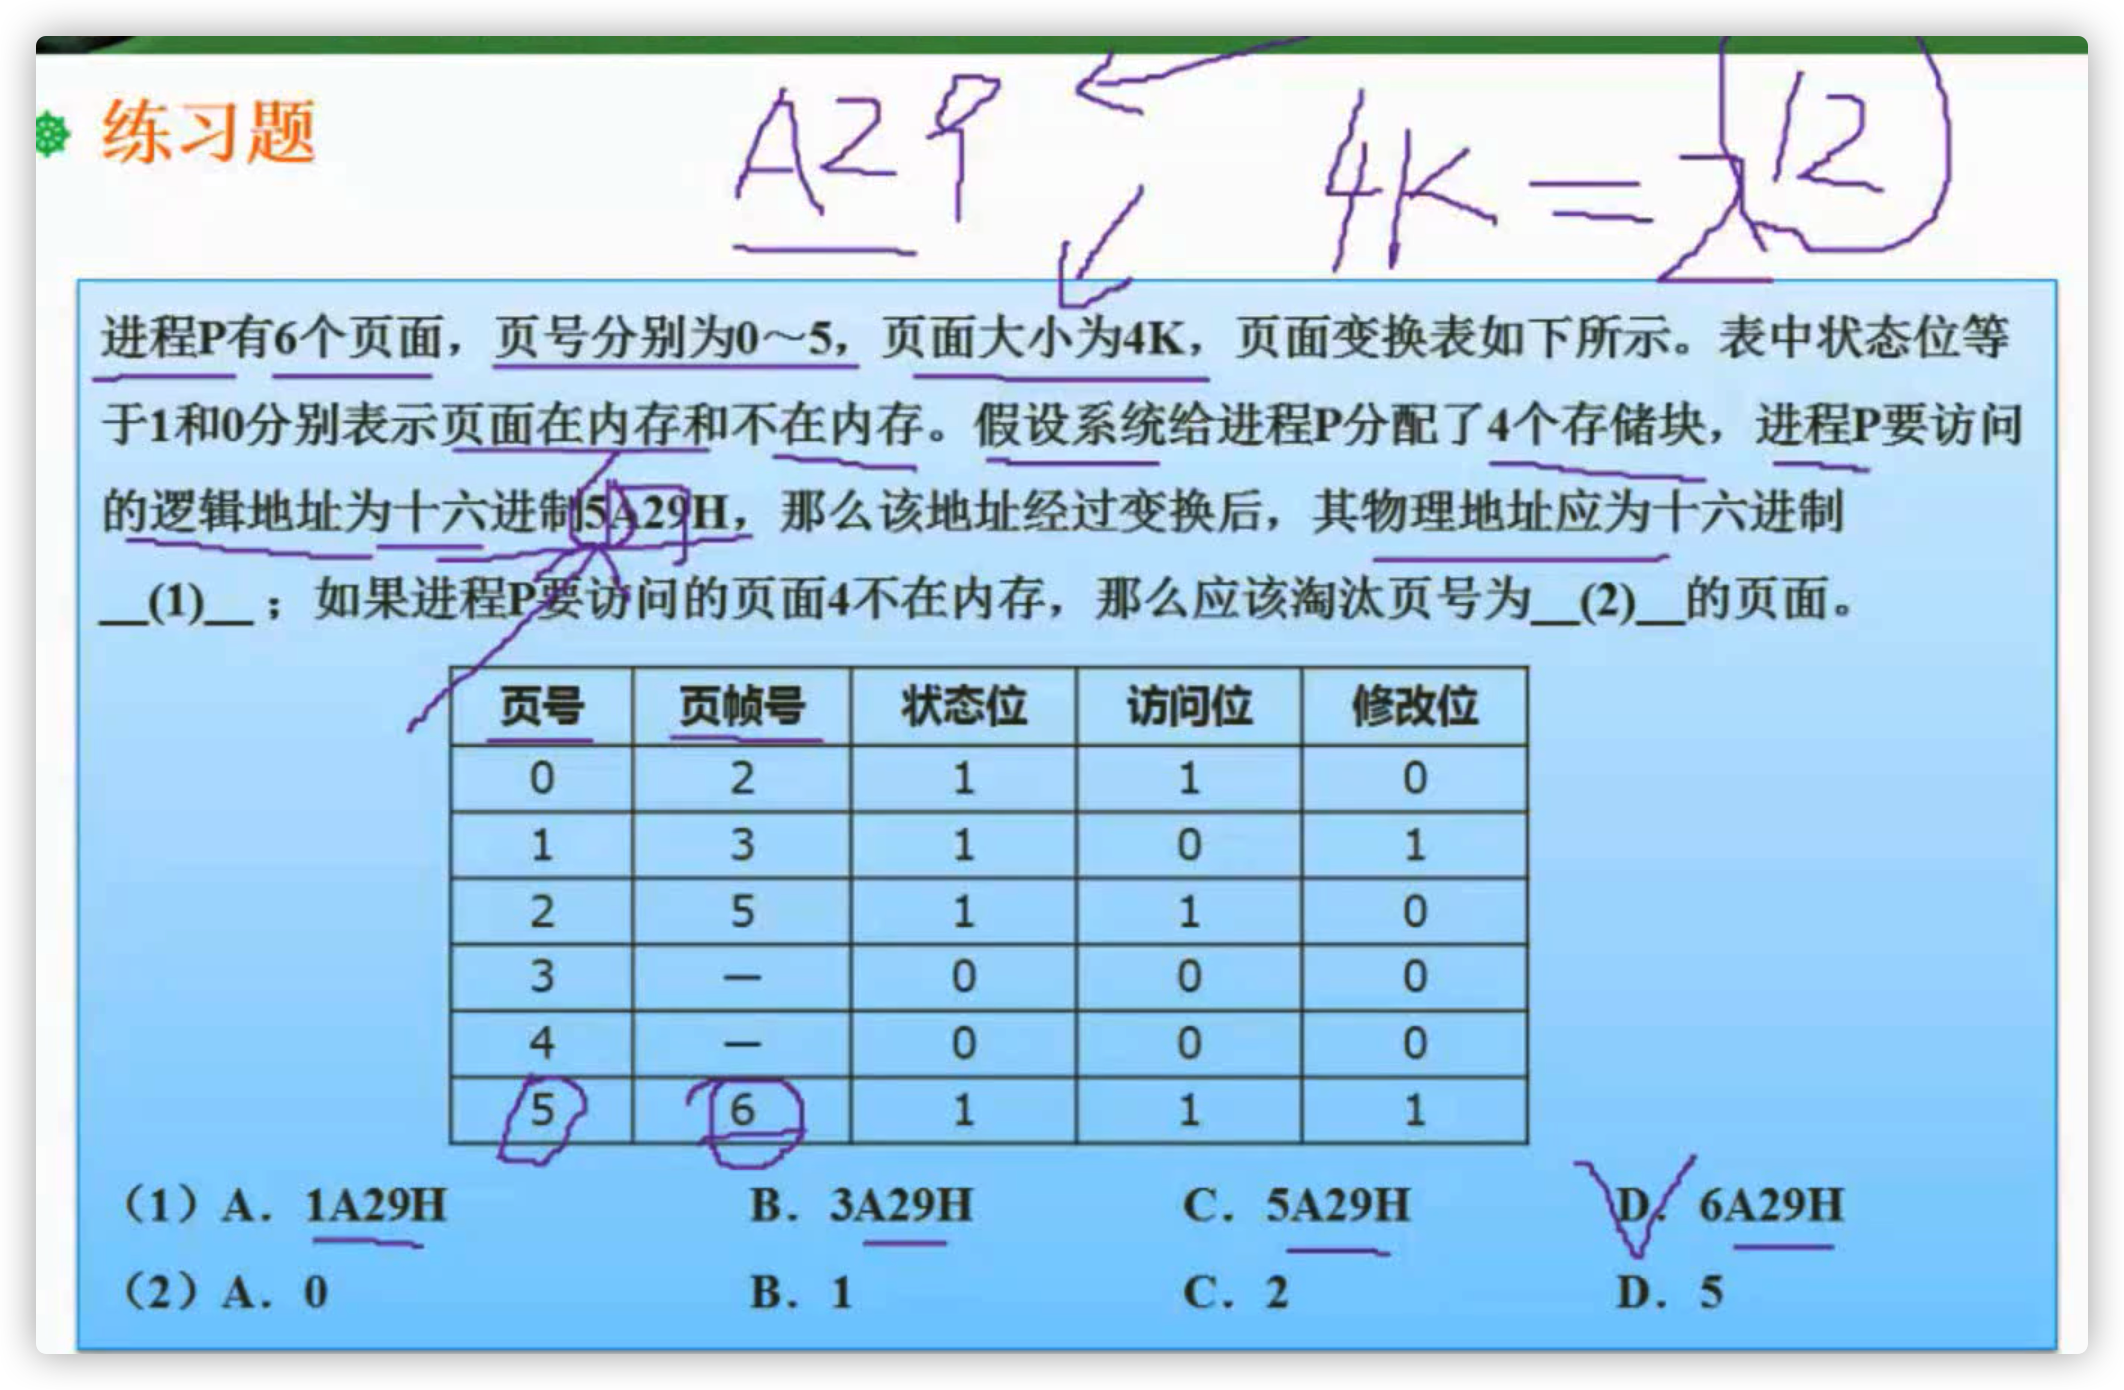 练习题
A29
4K=2^12
进程P有6个页面，页号分别为0～5，页面大小为4K，页面变换表如下所示。表中状态位等
于1和0分别表示页面在内存和不在内存。假设系统给进程P分配了4个存储块，进程P要访问
的逻辑地址为十六进制5A29H，那么该地址经过变换后，其物理地址应为十六进制
__(1)__；如果进程P要访问的页面4不在内存，那么应该淘汰页号为__(2)__的页面。
页号 页帧号 状态位 访问位 修改位
0 2 1 1 0
1 3 1 0 1
2 5 1 1 0
3 — 0 0 0
4 — 0 0 0
5 6 1 1 1
（1）A. 1A29H B. 3A29H C. 5A29H D. 6A29H
（2）A. 0 B. 1 C. 2 D. 5